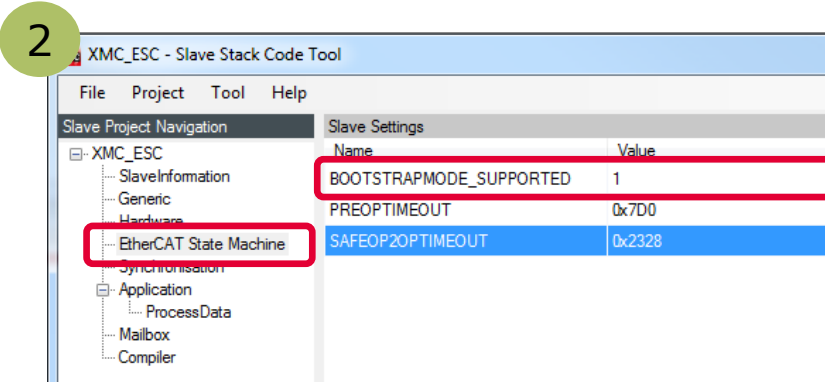 2
XMC_ESC - Slave Stack Code Tool
File Project Tool Help
Slave Project Navigation
XMC_ESC
SlaveInformation
Generic
Hardware
EtherCAT State Machine
Synchronisation
Application
ProcessData
Mailbox
Compiler
Slave Settings
Name Value
BOOTSTRAPMODE_SUPPORTED 1
PREOPTIMEOUT 0x7D0
SAFEOP2OPTIMEOUT 0x2328